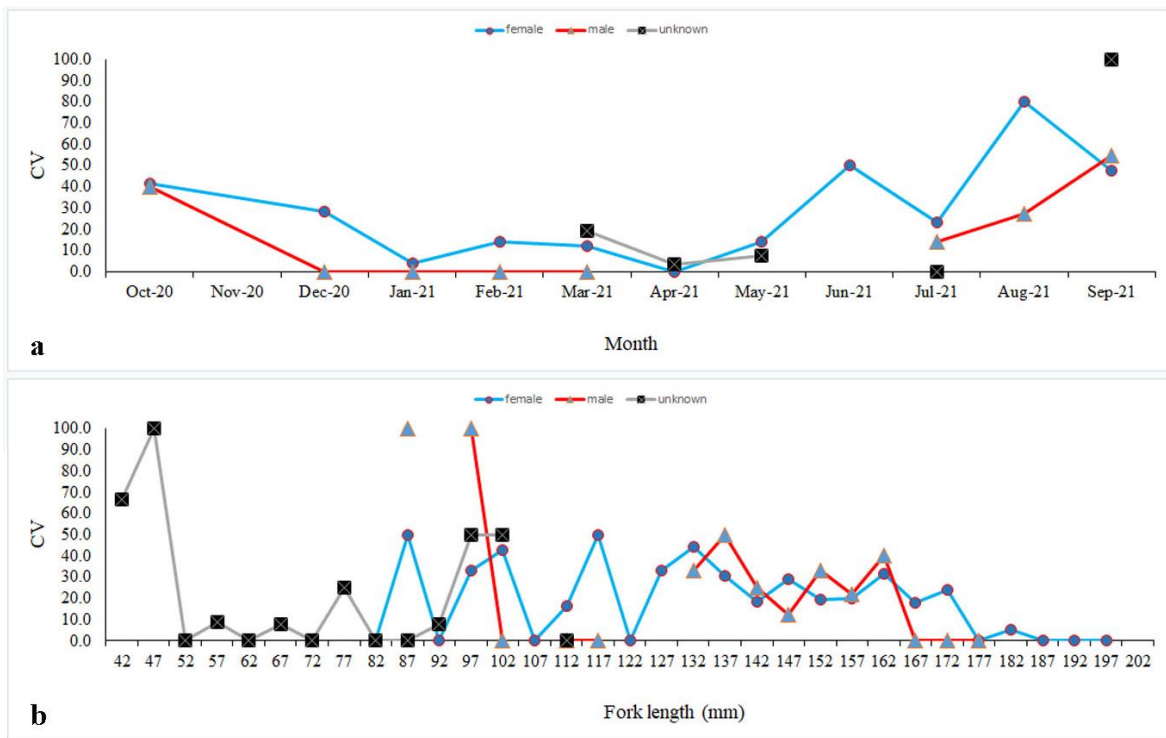 female male unknown
100.0
90.0
80.0
70.0
60.0
50.0
40.0
30.0
20.0
10.0
0.0
CV
Oct-20 Nov-20 Dec-20 Jan-21 Feb-21 Mar-21 Apr-21 May-21 Jun-21 Jul-21 Aug-21 Sep-21
Month
a
female male unknown
100.0
90.0
80.0
70.0
60.0
50.0
40.0
30.0
20.0
10.0
0.0
CV
42 47 52 57 62 67 72 77 82 87 92 97 102 107 112 117 122 127 132 137 142 147 152 157 162 167 172 177 182 187 192 197 202
Fork length (mm)
b